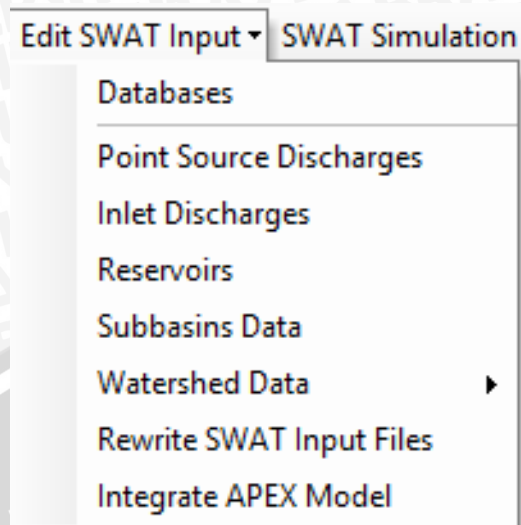 Edit SWAT Input SWAT Simulation
Databases
Point Source Discharges
Inlet Discharges
Reservoirs
Subbasins Data
Watershed Data
Rewrite SWAT Input Files
Integrate APEX Model